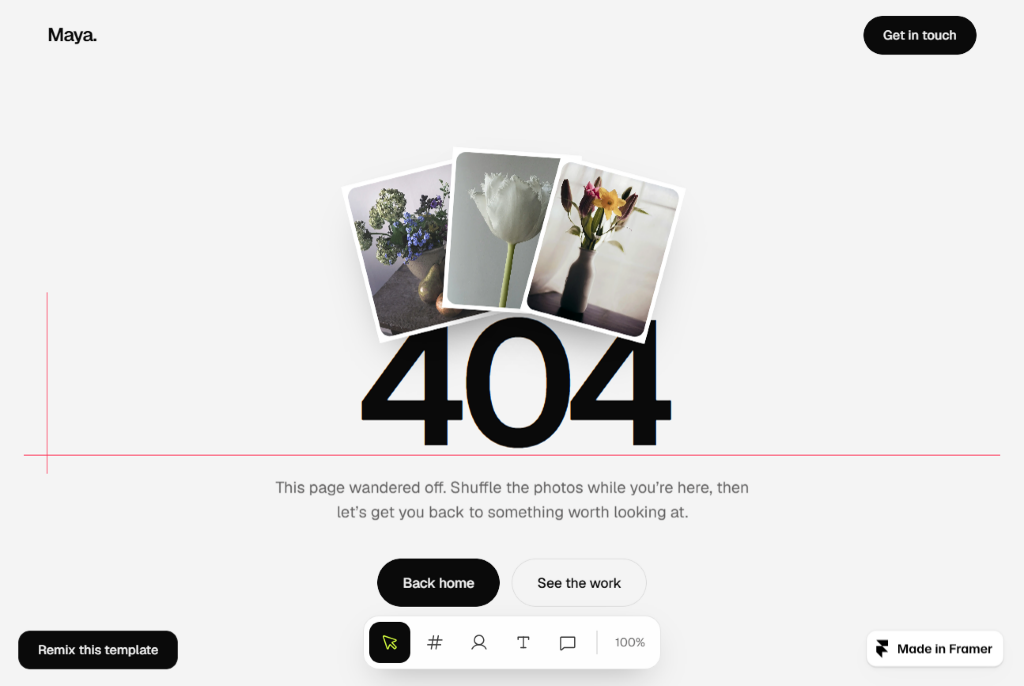 Maya.
Get in touch
404
This page wandered off. Shuffle the photos while you’re here, then
let’s get you back to something worth looking at.
Back home
See the work
Remix this template
100%
Made in Framer